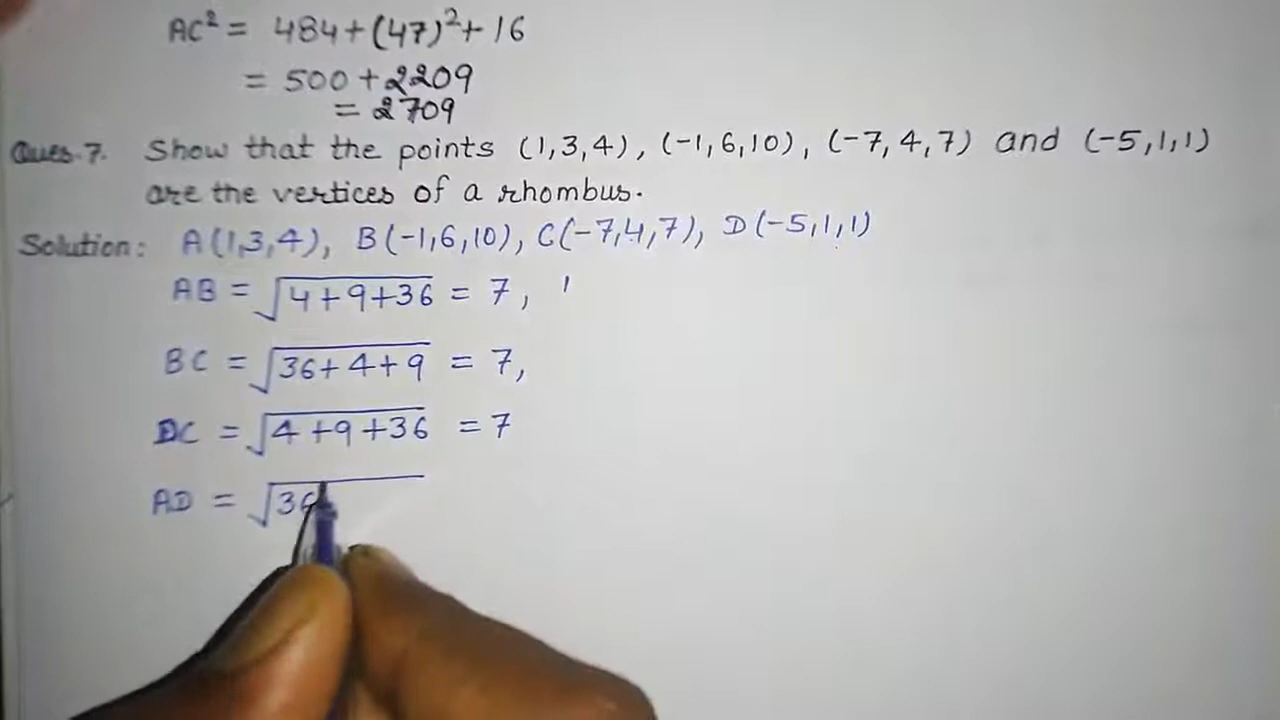 AC² = 484+(47)²+16
= 500+2209
= 2709
Ques.7. Show that the points (1,3,4), (-1,6,10), (-7,4,7) and (-5,1,1)
are the vertices of a rhombus.
Solution: A(1,3,4), B(-1,6,10), C(-7,4,7), D(-5,1,1)
AB = √4+9+36 = 7,
BC = √36+4+9 = 7,
DC = √4+9+36 = 7
AD = √36